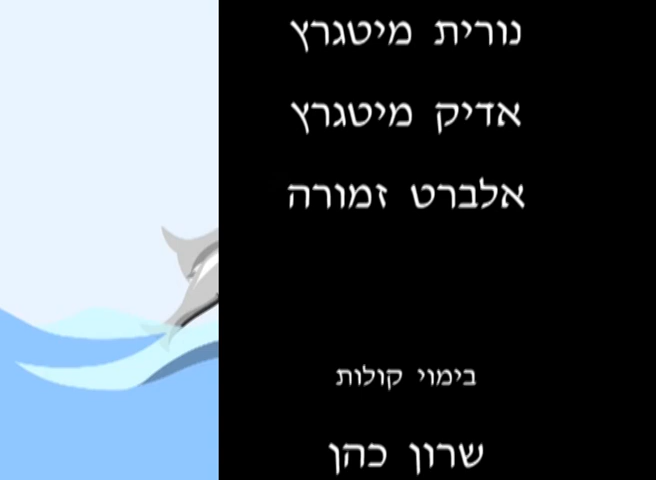 נורית מיטגרץ
אדיק מיטגרץ
אלברט זמורה
בימוי קולות
שרון כהן